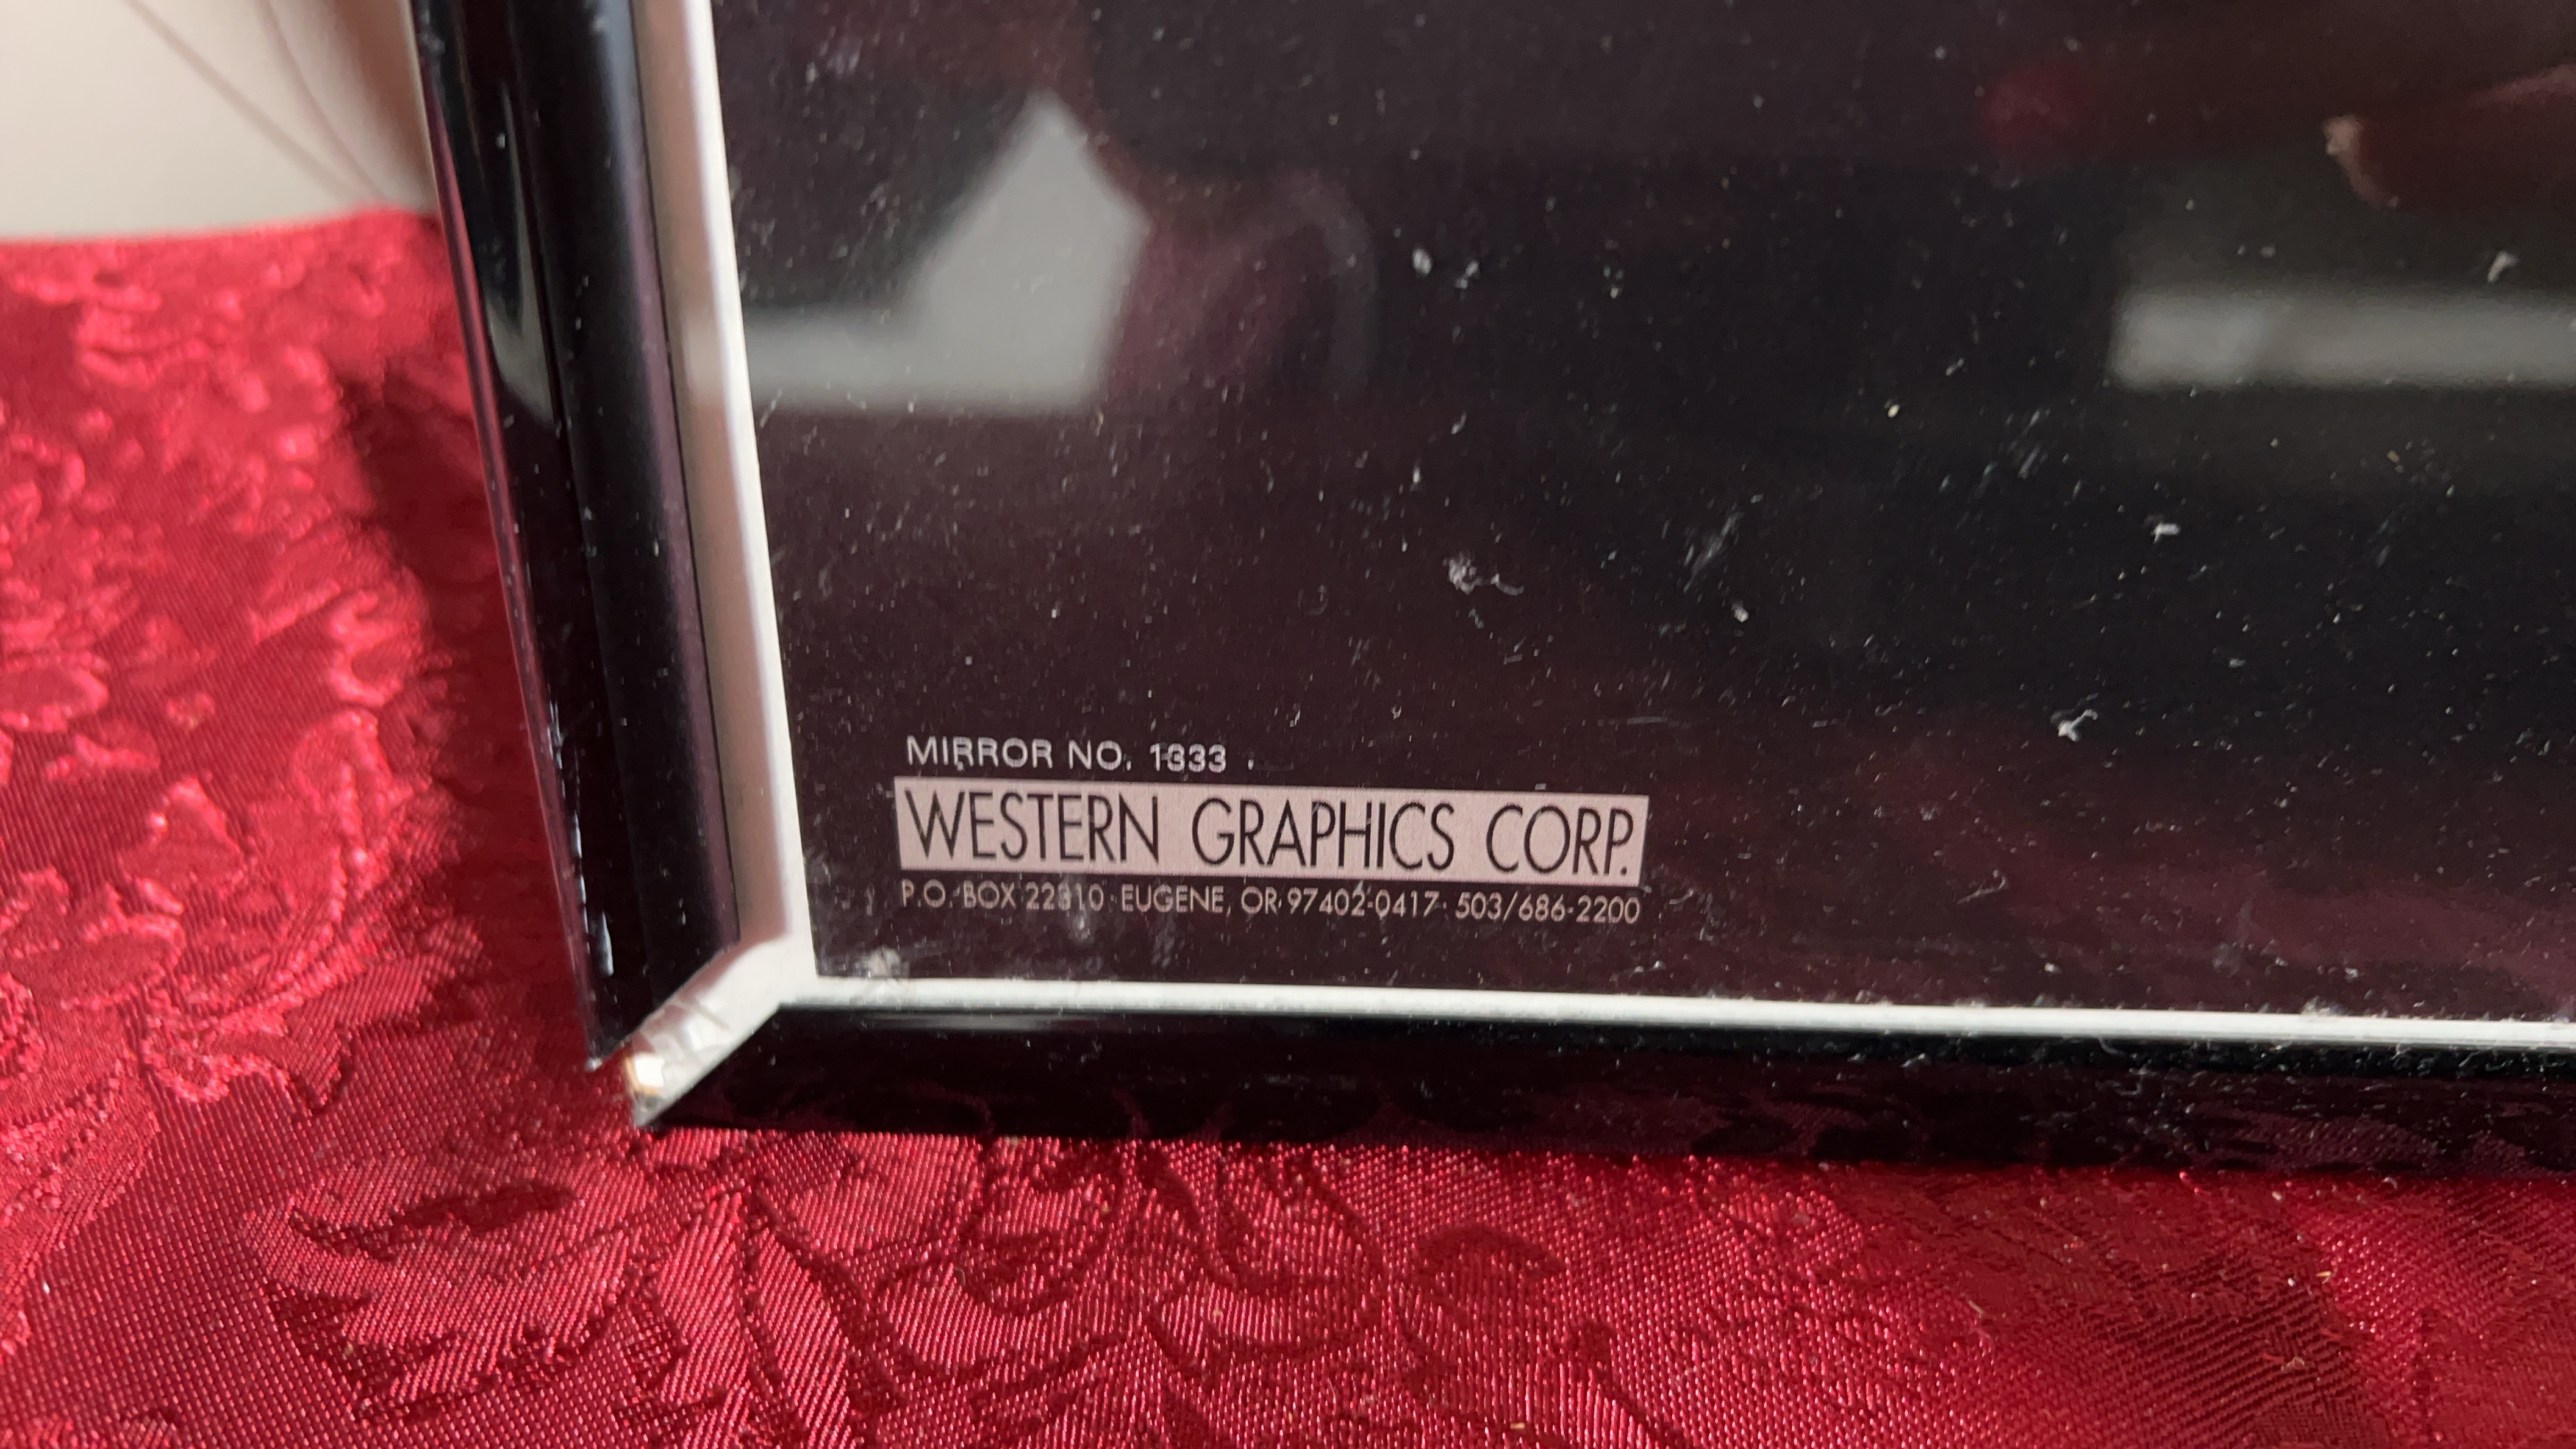 MIRROR NO. 1333
WESTERN GRAPHICS CORP.
P.O. BOX 22310 · EUGENE, OR 97402-0417 · 503/686-2200